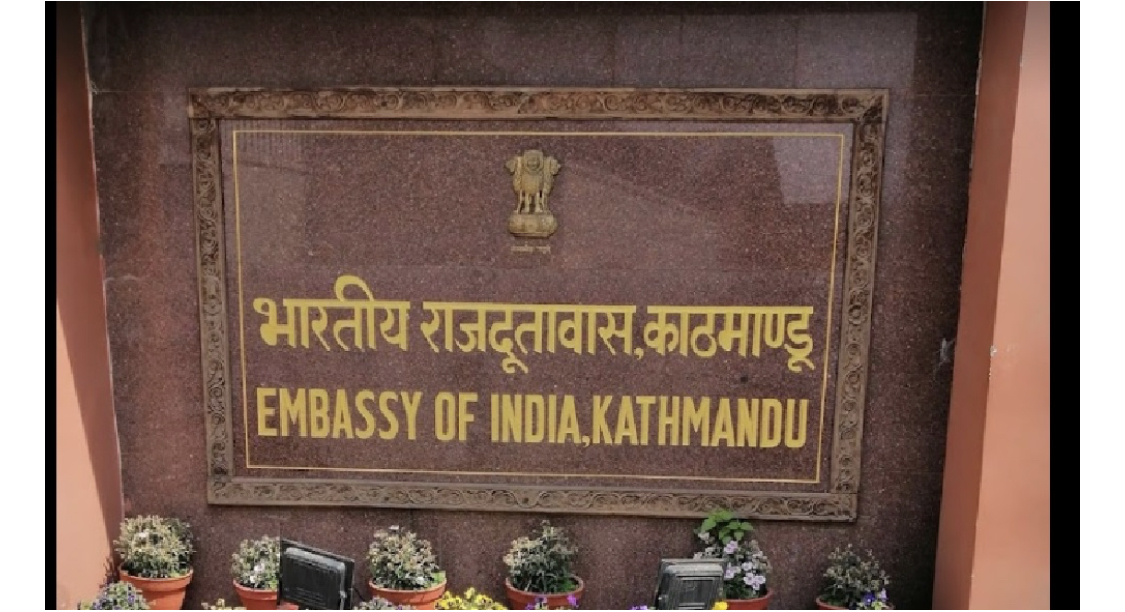 भारतीय राजदूतावास,काठमाण्डू
EMBASSY OF INDIA,KATHMANDU